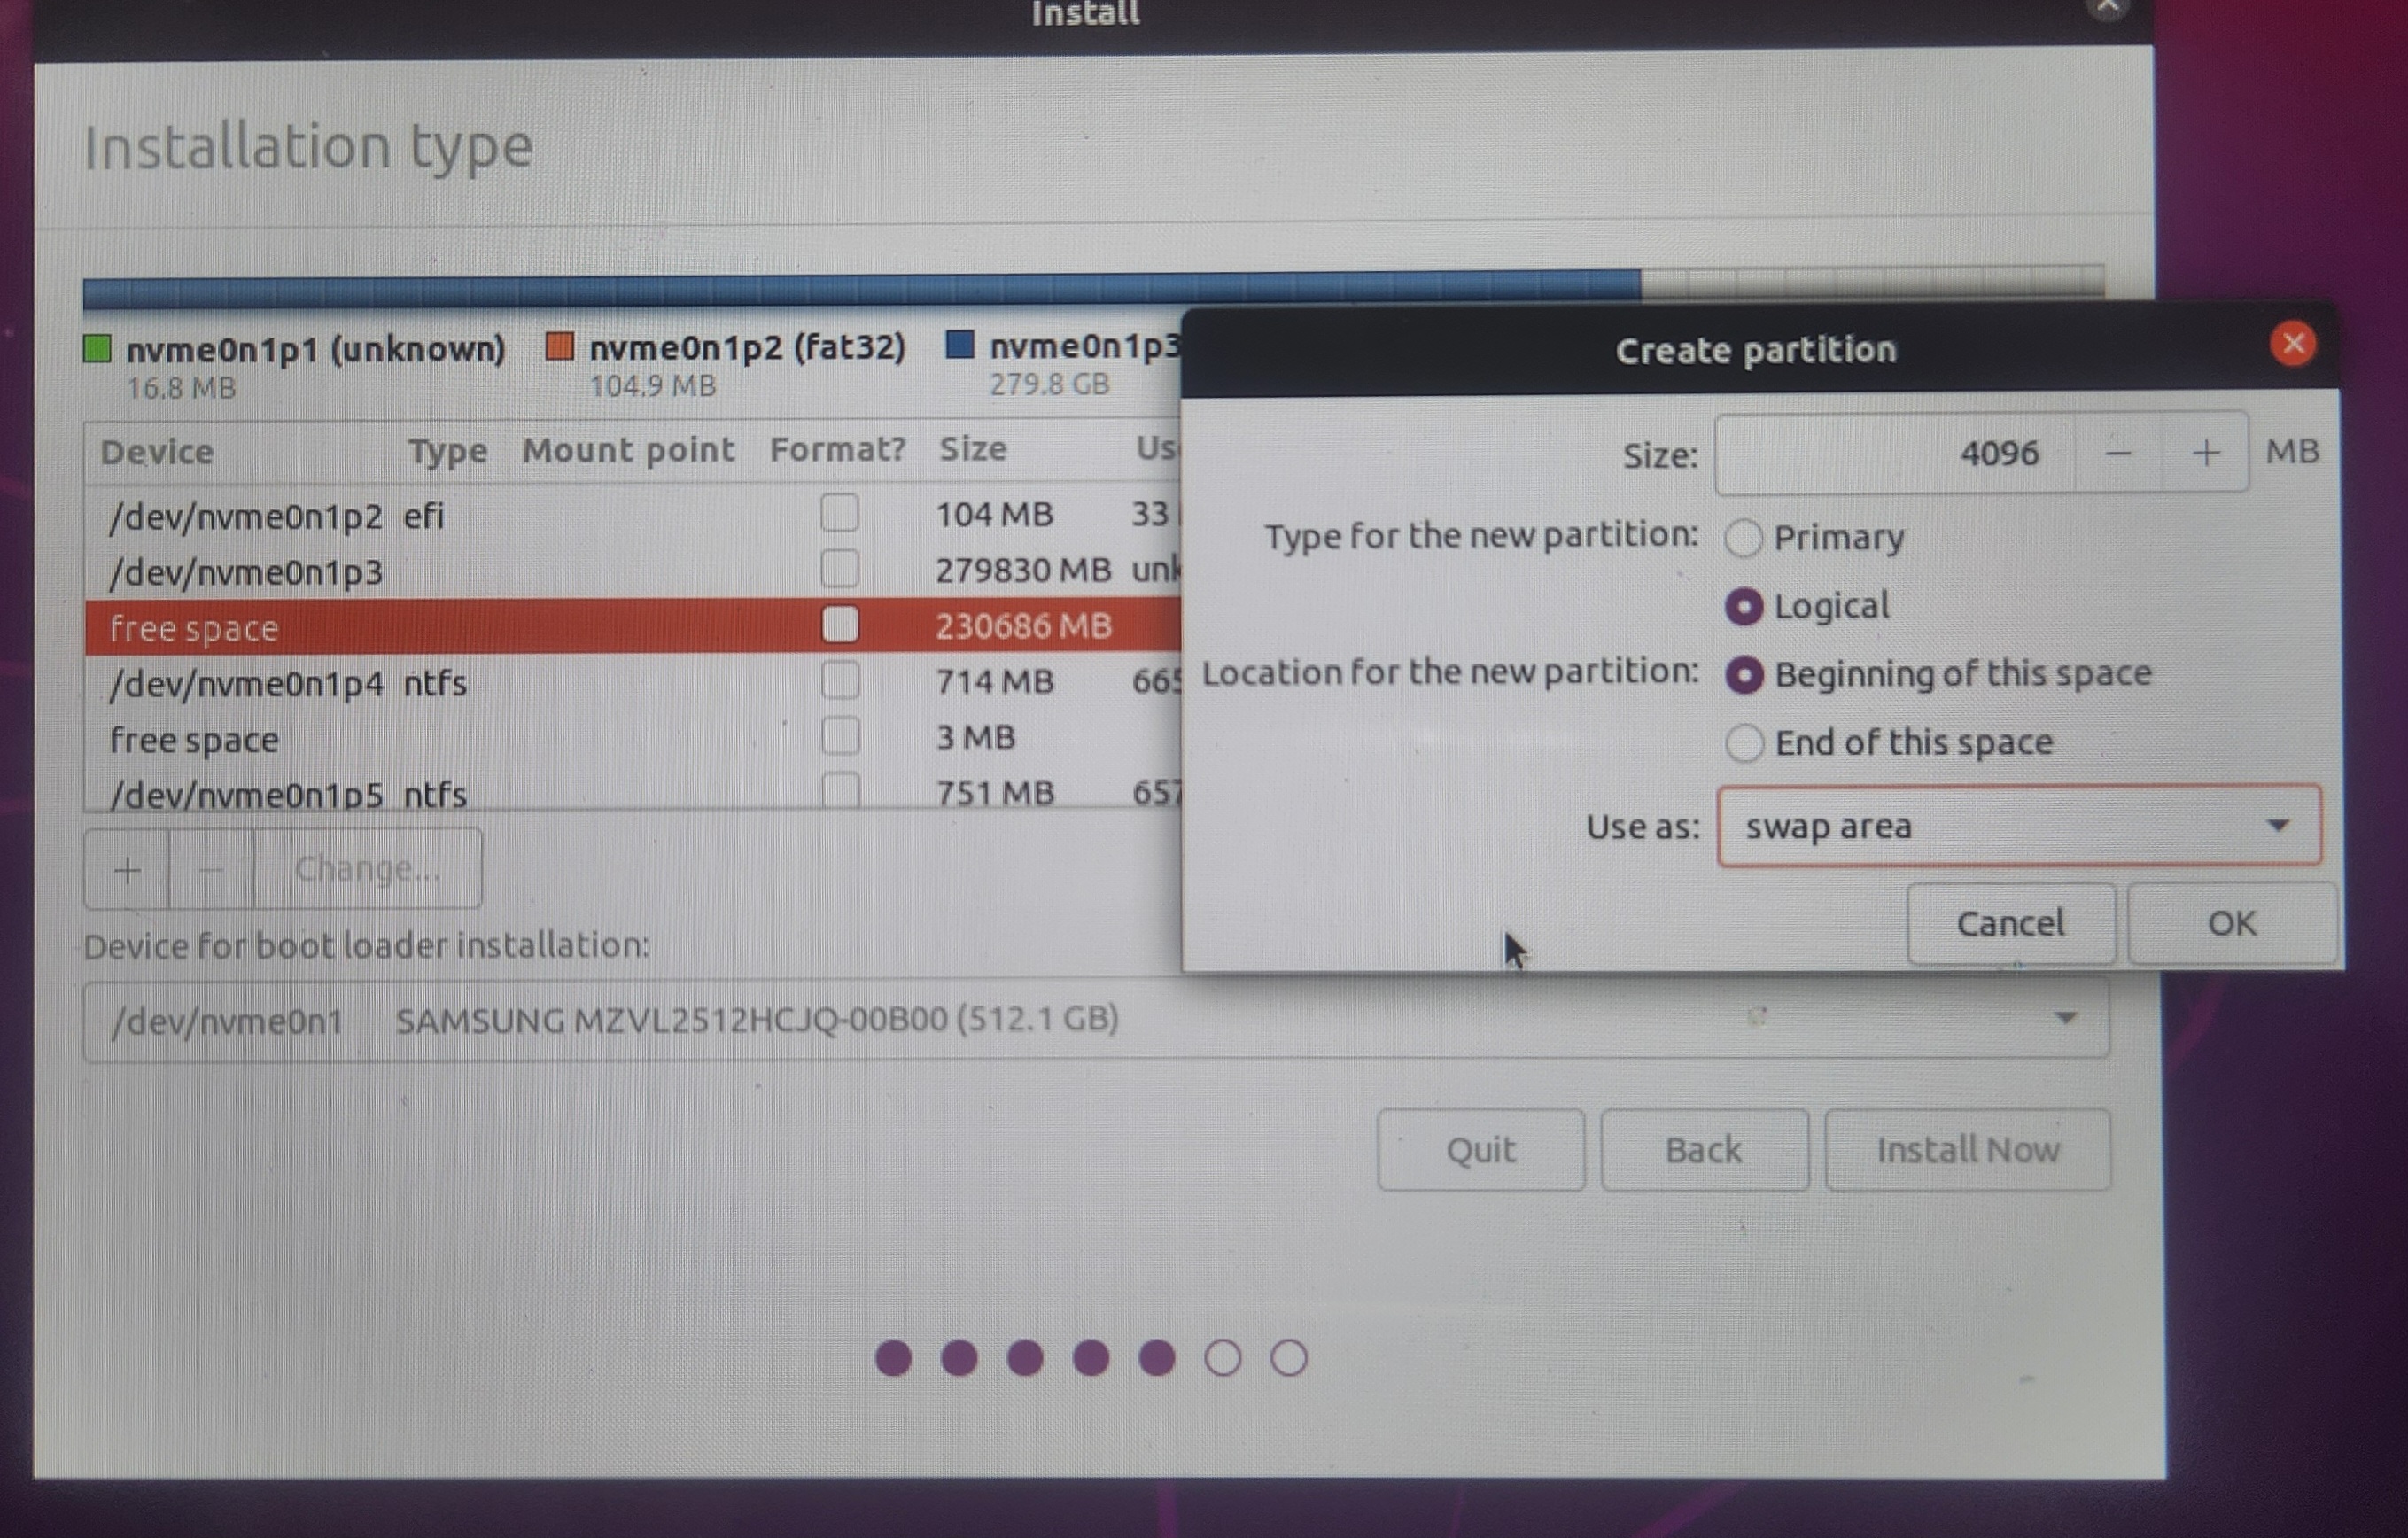 Install
Installation type
nvme0n1p1 (unknown) nvme0n1p2 (fat32) nvme0n1p3
16.8 MB 104.9 MB 279.8 GB
Device Type Mount point Format? Size
/dev/nvme0n1p2 efi 104 MB 33
/dev/nvme0n1p3 279830 MB
free space 230686 MB
/dev/nvme0n1p4 ntfs 714 MB
free space 3 MB
/dev/nvme0n1p5 ntfs 751 MB
+ − Change...
Device for boot loader installation:
/dev/nvme0n1 SAMSUNG MZVL2512HCJQ-00B00 (512.1 GB)
Quit Back Install Now
Create partition
Size: 4096 − + MB
Type for the new partition: Primary
Logical
Location for the new partition: Beginning of this space
End of this space
Use as: swap area
Cancel OK